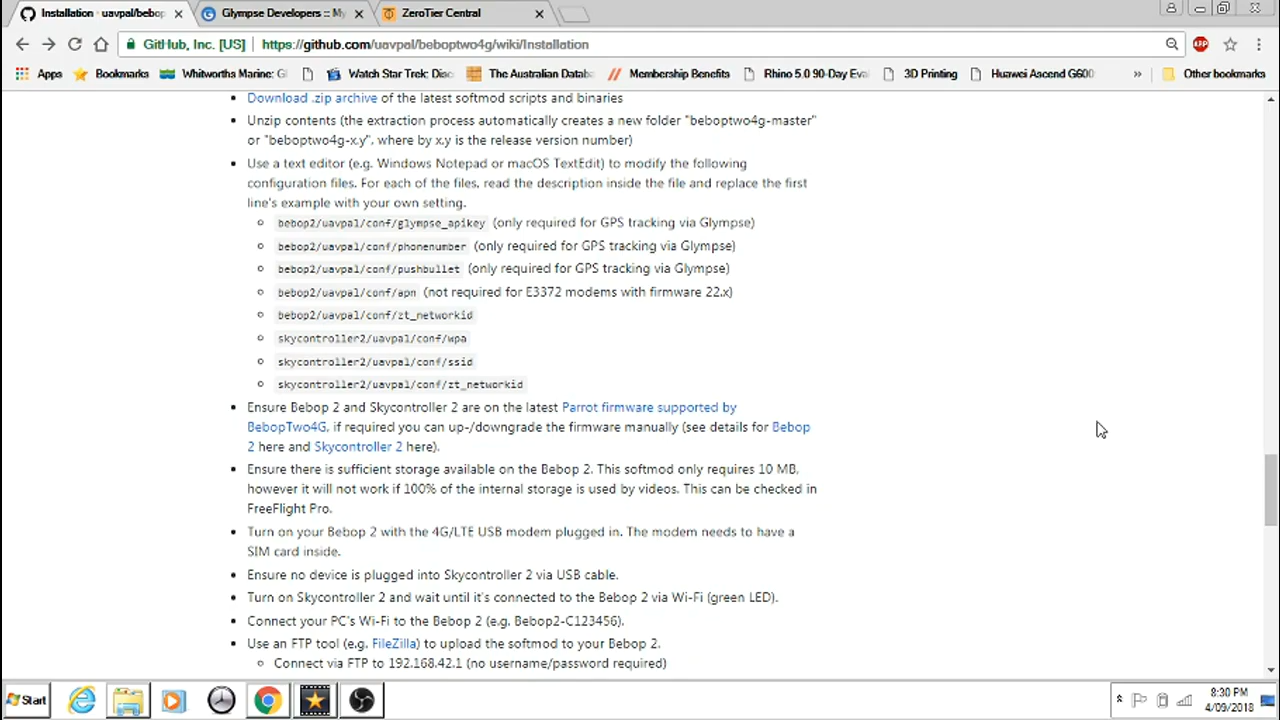 Installation · uavpal/bebop
Glympse Developers :: My
ZeroTier Central
GitHub, Inc. [US]
https://github.com/uavpal/beboptwo4g/wiki/Installation
ABP
Apps
Bookmarks
Whitworths Marine: G
Watch Star Trek: Disc
The Australian Datab
Membership Benefits
Rhino 5.0 90-Day Eva
3D Printing
Huawei Ascend G600
»
Other bookmarks
Download .zip archive of the latest softmod scripts and binaries
Unzip contents (the extraction process automatically creates a new folder "beboptwo4g-master"
or "beboptwo4g-x.y", where by x.y is the release version number)
Use a text editor (e.g. Windows Notepad or macOS TextEdit) to modify the following
configuration files. For each of the files, read the description inside the file and replace the first
line's example with your own setting.
bebop2/uavpal/conf/glympse_apikey (only required for GPS tracking via Glympse)
bebop2/uavpal/conf/phonenumber (only required for GPS tracking via Glympse)
bebop2/uavpal/conf/pushbullet (only required for GPS tracking via Glympse)
bebop2/uavpal/conf/apn (not required for E3372 modems with firmware 22.x)
bebop2/uavpal/conf/zt_networkid
skycontroller2/uavpal/conf/wpa
skycontroller2/uavpal/conf/ssid
skycontroller2/uavpal/conf/zt_networkid
Ensure Bebop 2 and Skycontroller 2 are on the latest Parrot firmware supported by
BebopTwo4G, if required you can up-/downgrade the firmware manually (see details for Bebop
2 here and Skycontroller 2 here).
Ensure there is sufficient storage available on the Bebop 2. This softmod only requires 10 MB,
however it will not work if 100% of the internal storage is used by videos. This can be checked in
FreeFlight Pro.
Turn on your Bebop 2 with the 4G/LTE USB modem plugged in. The modem needs to have a
SIM card inside.
Ensure no device is plugged into Skycontroller 2 via USB cable.
Turn on Skycontroller 2 and wait until it's connected to the Bebop 2 via Wi-Fi (green LED).
Connect your PC's Wi-Fi to the Bebop 2 (e.g. Bebop2-C123456).
Use an FTP tool (e.g. FileZilla) to upload the softmod to your Bebop 2.
Connect via FTP to 192.168.42.1 (no username/password required)
Start
8:30 PM
4/09/2018